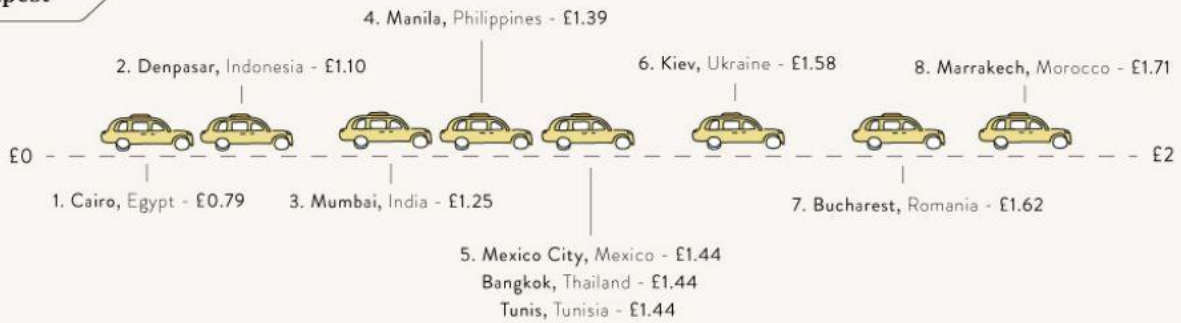 4. Manila, Philippines - £1.39
2. Denpasar, Indonesia - £1.10
6. Kiev, Ukraine - £1.58
8. Marrakech, Morocco - £1.71
£0
£2
1. Cairo, Egypt - £0.79
3. Mumbai, India - £1.25
7. Bucharest, Romania - £1.62
5. Mexico City, Mexico - £1.44
Bangkok, Thailand - £1.44
Tunis, Tunisia - £1.44